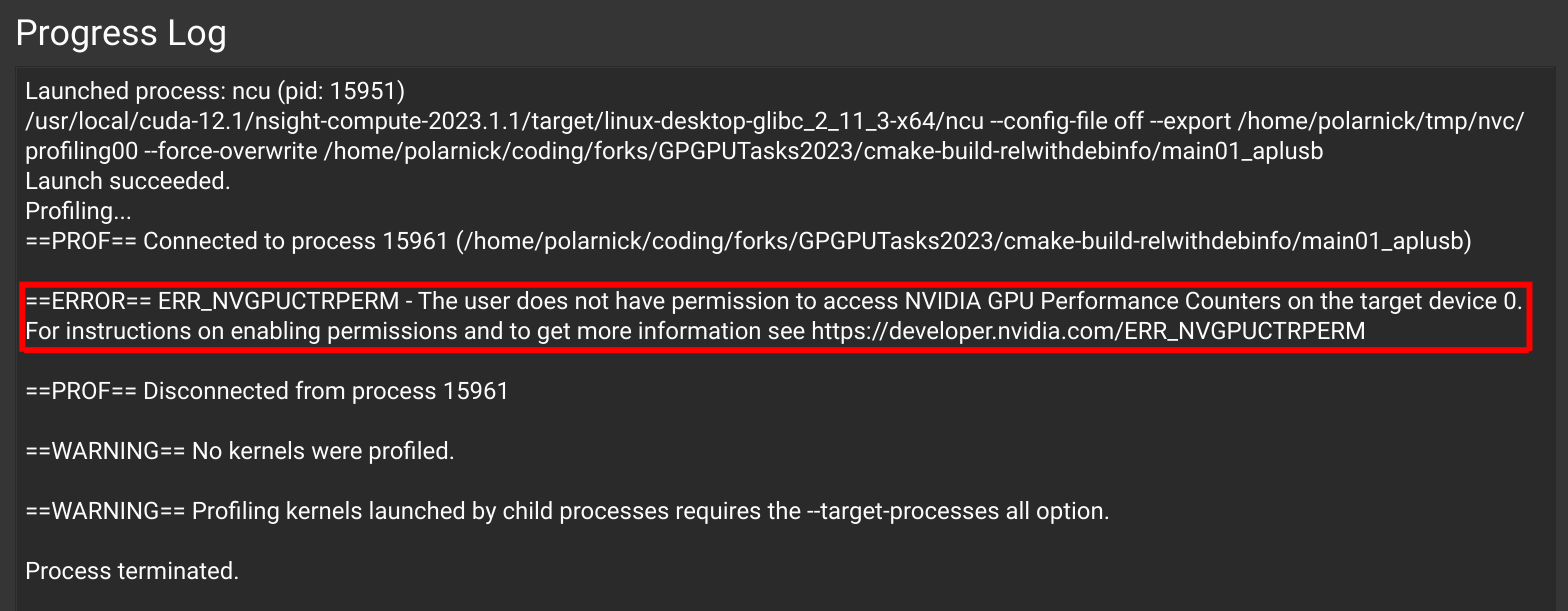 Progress Log
Launched process: ncu (pid: 15951)
/usr/local/cuda-12.1/nsight-compute-2023.1.1/target/linux-desktop-glibc_2_11_3-x64/ncu --config-file off --export /home/polarnick/tmp/nvc/
profiling00 --force-overwrite /home/polarnick/coding/forks/GPGPUTasks2023/cmake-build-relwithdebinfo/main01_aplusb
Launch succeeded.
Profiling...
==PROF== Connected to process 15961 (/home/polarnick/coding/forks/GPGPUTasks2023/cmake-build-relwithdebinfo/main01_aplusb)
==ERROR== ERR_NVGPUCTRPERM - The user does not have permission to access NVIDIA GPU Performance Counters on the target device 0.
For instructions on enabling permissions and to get more information see https://developer.nvidia.com/ERR_NVGPUCTRPERM
==PROF== Disconnected from process 15961
==WARNING== No kernels were profiled.
==WARNING== Profiling kernels launched by child processes requires the --target-processes all option.
Process terminated.